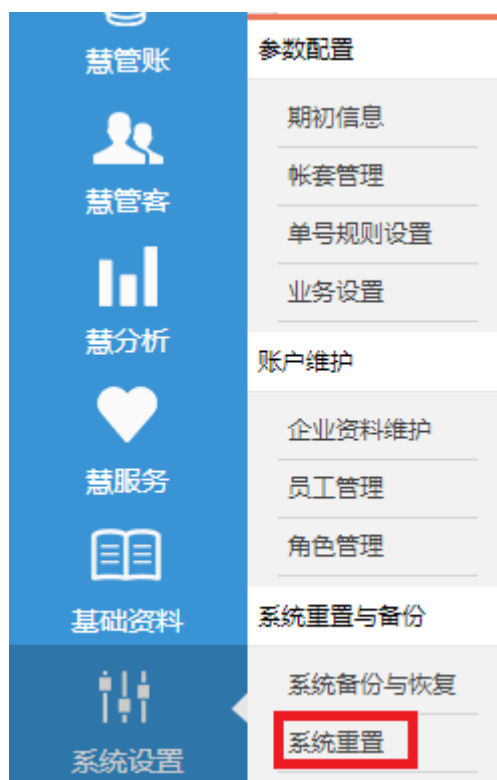 慧管账
慧管客
慧分析
慧服务
基础资料
系统设置
参数配置
期初信息
帐套管理
单号规则设置
业务设置
账户维护
企业资料维护
员工管理
角色管理
系统重置与备份
系统备份与恢复
系统重置